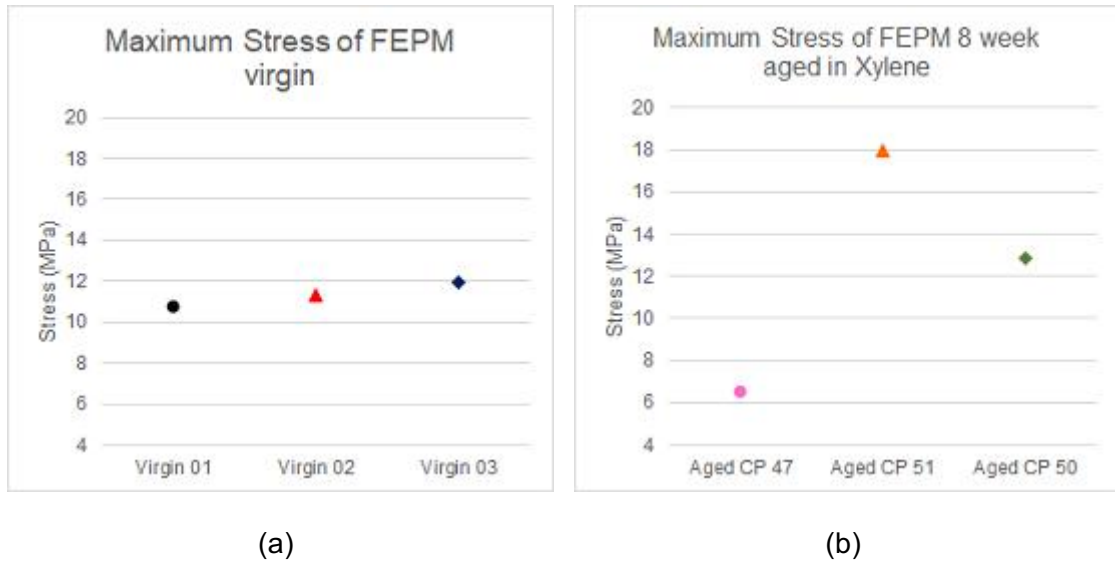 Maximum Stress of FEPM
virgin
Stress (MPa)
20
18
16
14
12
10
8
6
4
Virgin 01 Virgin 02 Virgin 03
(a)
Maximum Stress of FEPM 8 week
aged in Xylene
Stress (MPa)
20
18
16
14
12
10
8
6
4
Aged CP 47 Aged CP 51 Aged CP 50
(b)